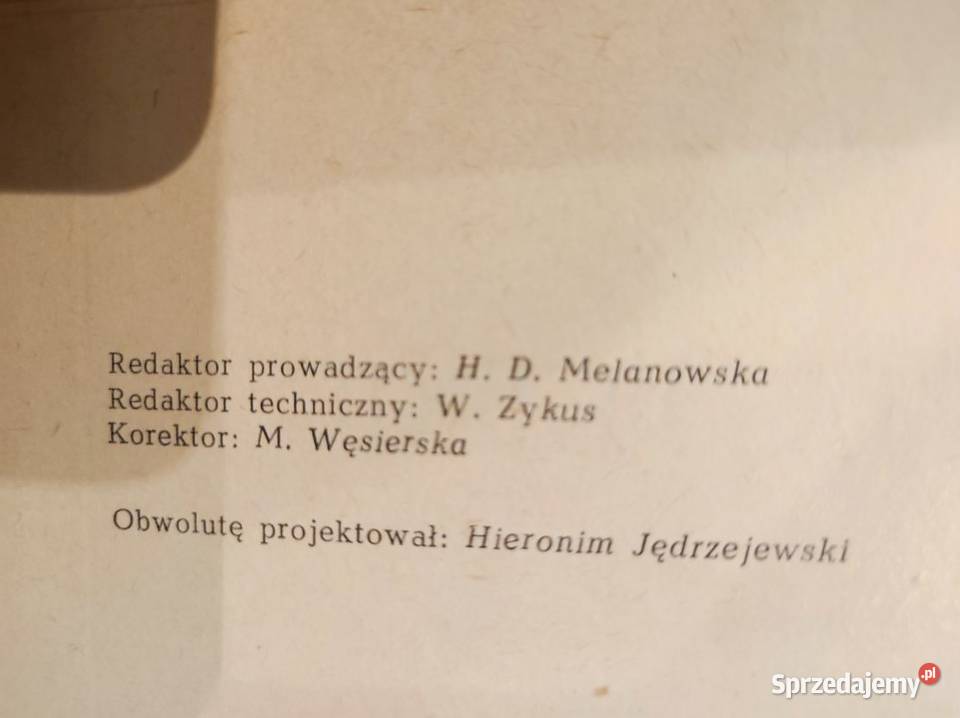 Redaktor prowadzący: H. D. Melanowska
Redaktor techniczny: W. Zykus
Korektor: M. Węsierska
Obwolutę projektował: Hieronim Jędrzejewski
Sprzedajemy.pl